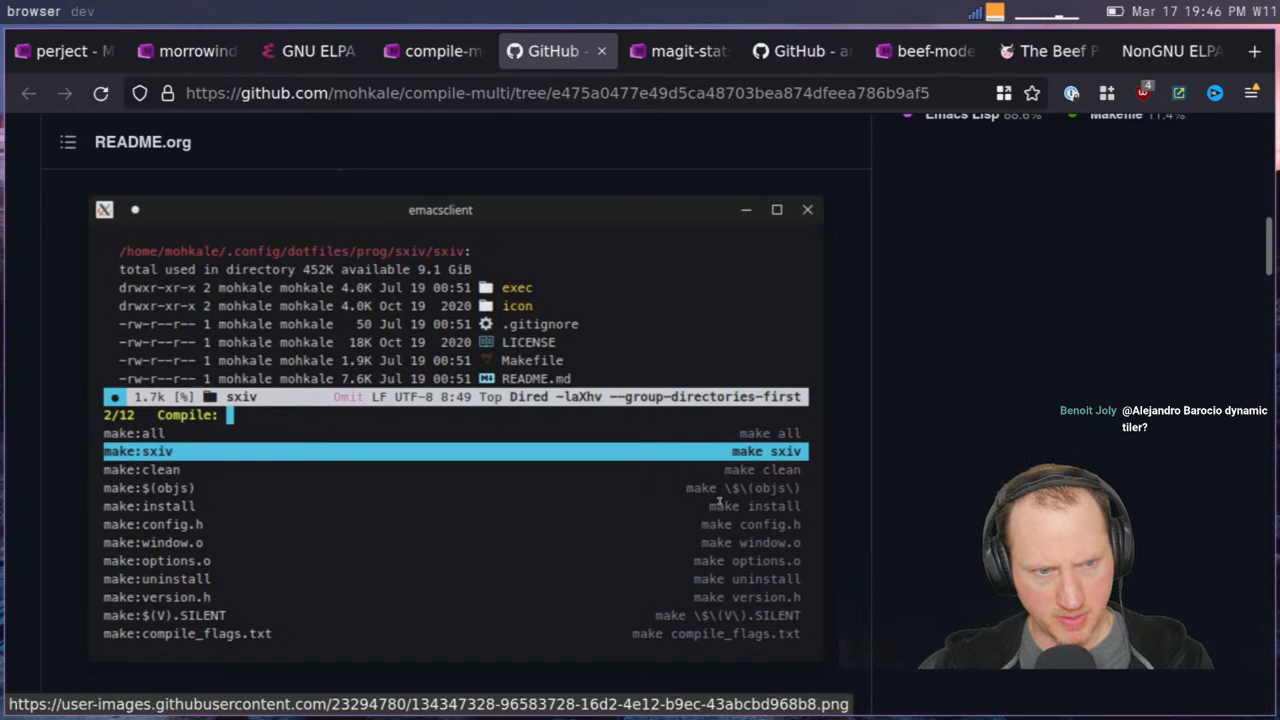 browser dev
Mar 17 19:46 PM W11
perject - M
morrowind
GNU ELPA
compile-m
GitHub -
magit-stats
GitHub - a
beef-mode
The Beef P
NonGNU ELPA
https://github.com/mohkale/compile-multi/tree/e475a0477e49d5ca48703bea874dfeea786b9af5
4
Emacs Lisp 88.6% Makefile 11.4%
README.org
emacsclient
/home/mohkale/.config/dotfiles/prog/sxiv/sxiv:
total used in directory 452K available 9.1 GiB
drwxr-xr-x 2 mohkale mohkale 4.0K Jul 19 00:51 exec
drwxr-xr-x 2 mohkale mohkale 4.0K Oct 19 2020 icon
-rw-r--r-- 1 mohkale mohkale 50 Jul 19 00:51 .gitignore
-rw-r--r-- 1 mohkale mohkale 18K Oct 19 2020 LICENSE
-rw-r--r-- 1 mohkale mohkale 1.9K Jul 19 00:51 Makefile
-rw-r--r-- 1 mohkale mohkale 7.6K Jul 19 00:51 README.md
● 1.7k [%] sxiv Omit LF UTF-8 8:49 Top Dired -laXhv --group-directories-first
2/12 Compile:
make:all make all
make:sxiv make sxiv
make:clean make clean
make:$(objs) make \$\(objs\)
make:install make install
make:config.h make config.h
make:window.o make window.o
make:options.o make options.o
make:uninstall make uninstall
make:version.h make version.h
make:$(V).SILENT make \$\(V\).SILENT
make:compile_flags.txt make compile_flags.txt
Benoit Joly @Alejandro Barocio dynamic
tiler?
https://user-images.githubusercontent.com/23294780/134347328-96583728-16d2-4e12-b9ec-43abcbd968b8.png